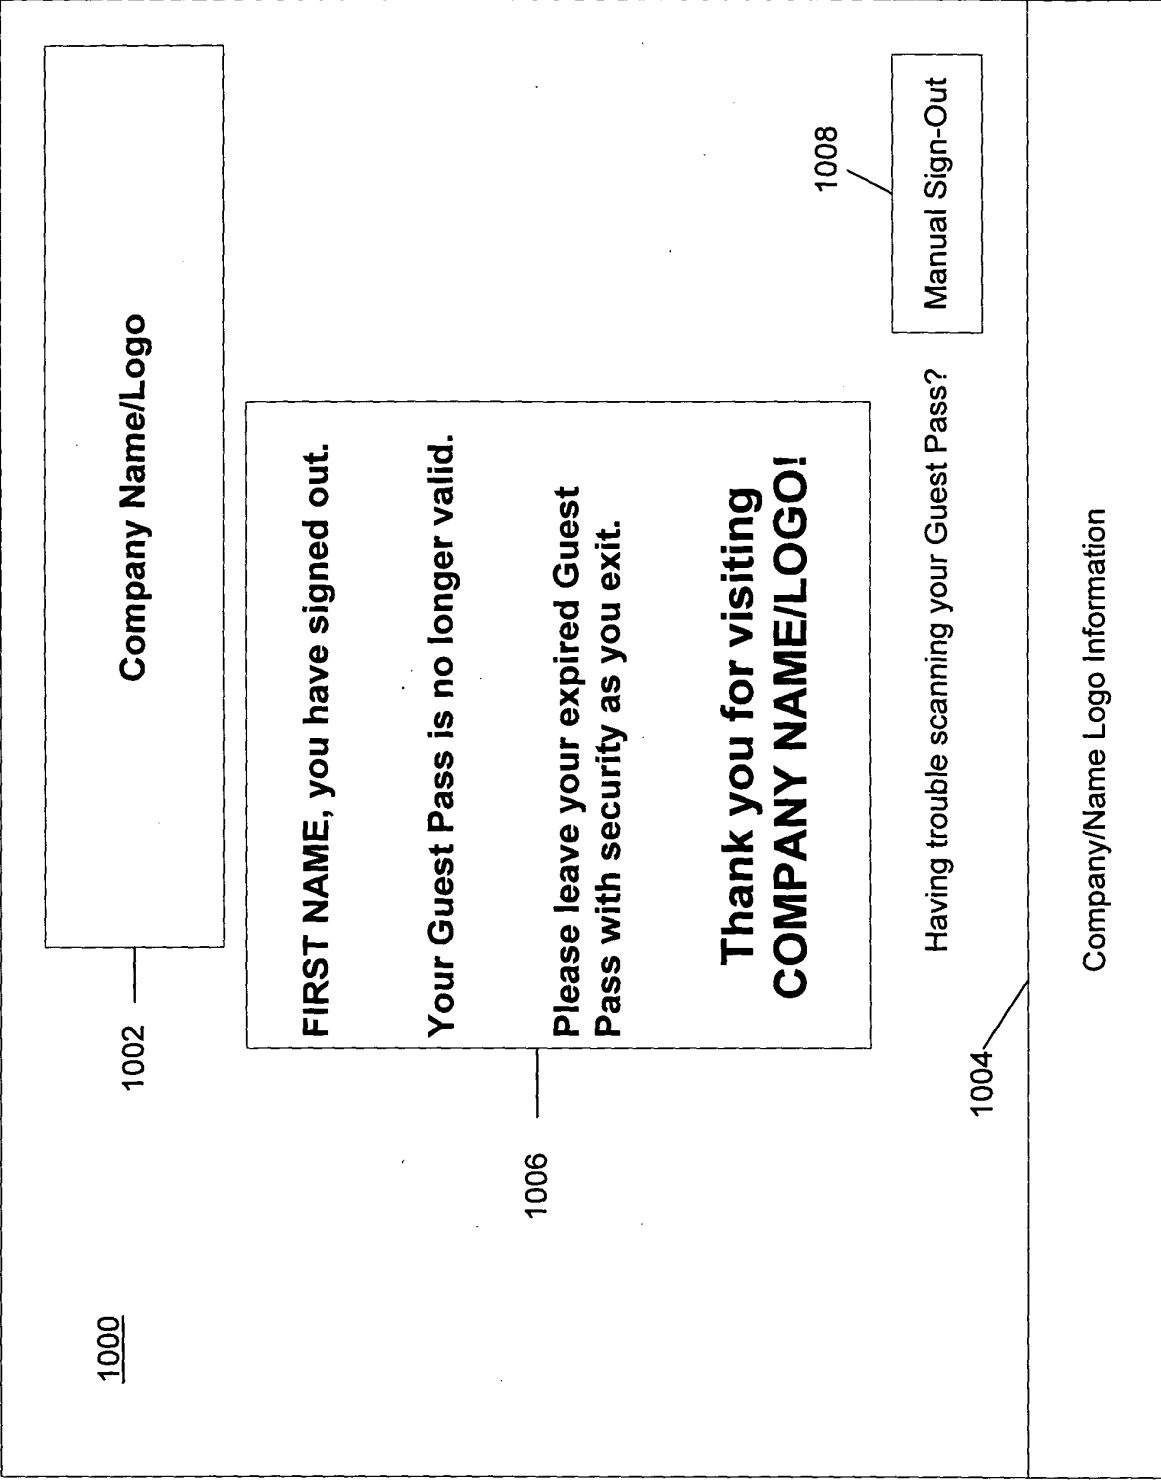 1000
1002
Company Name/Logo
FIRST NAME, you have signed out.
Your Guest Pass is no longer valid.
1006
Please leave your expired Guest
Pass with security as you exit.
Thank you for visiting
COMPANY NAME/LOGO!
1008
Having trouble scanning your Guest Pass?
Manual Sign-Out
1004
Company/Name Logo Information